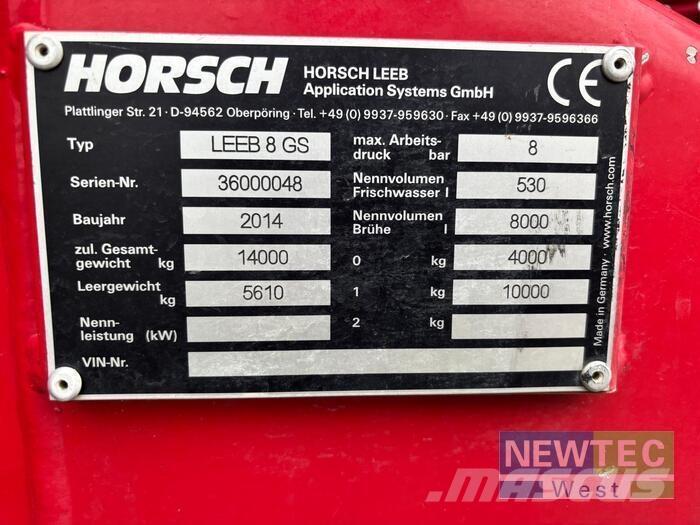 HORSCH
HORSCH LEEB
Application Systems GmbH
CE
Plattlinger Str. 21 · D-94562 Oberpöring · Tel. +49 (0) 9937-959630 · Fax +49 (0) 9937-9596366
Typ LEEB 8 GS
max. Arbeits-
druck bar 8
Serien-Nr. 36000048
Nennvolumen
Frischwasser l 530
Baujahr 2014
Nennvolumen
Brühe l 8000
zul. Gesamt-
gewicht kg 14000
0 kg 4000
Leergewicht
kg 5610
1 kg 10000
Nenn-
leistung (kW)
2 kg
VIN-Nr.
Made in Germany · www.horsch.com
NEWTEC
West
MASCUS